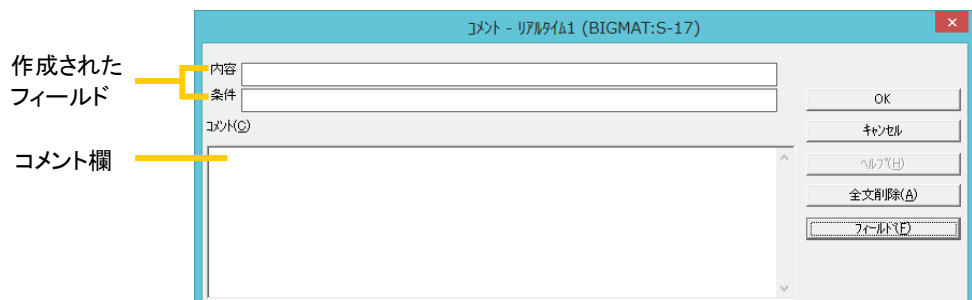 コメント - リアルタイム1 (BIGMAT:S-17)
作成された
フィールド
内容
条件
コメント(C)
コメント欄
OK
キャンセル
ヘルプ(H)
全文削除(A)
フィールド(F)